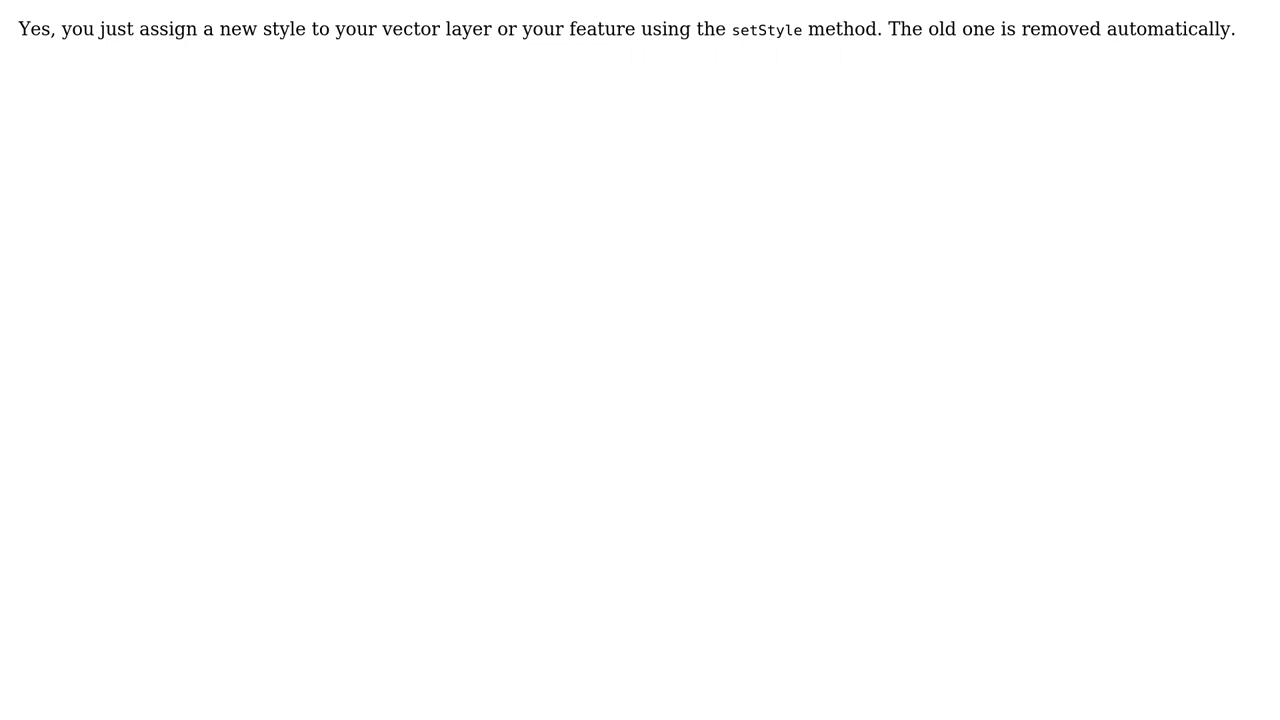 Yes, you just assign a new style to your vector layer or your feature using the setStyle method. The old one is removed automatically.